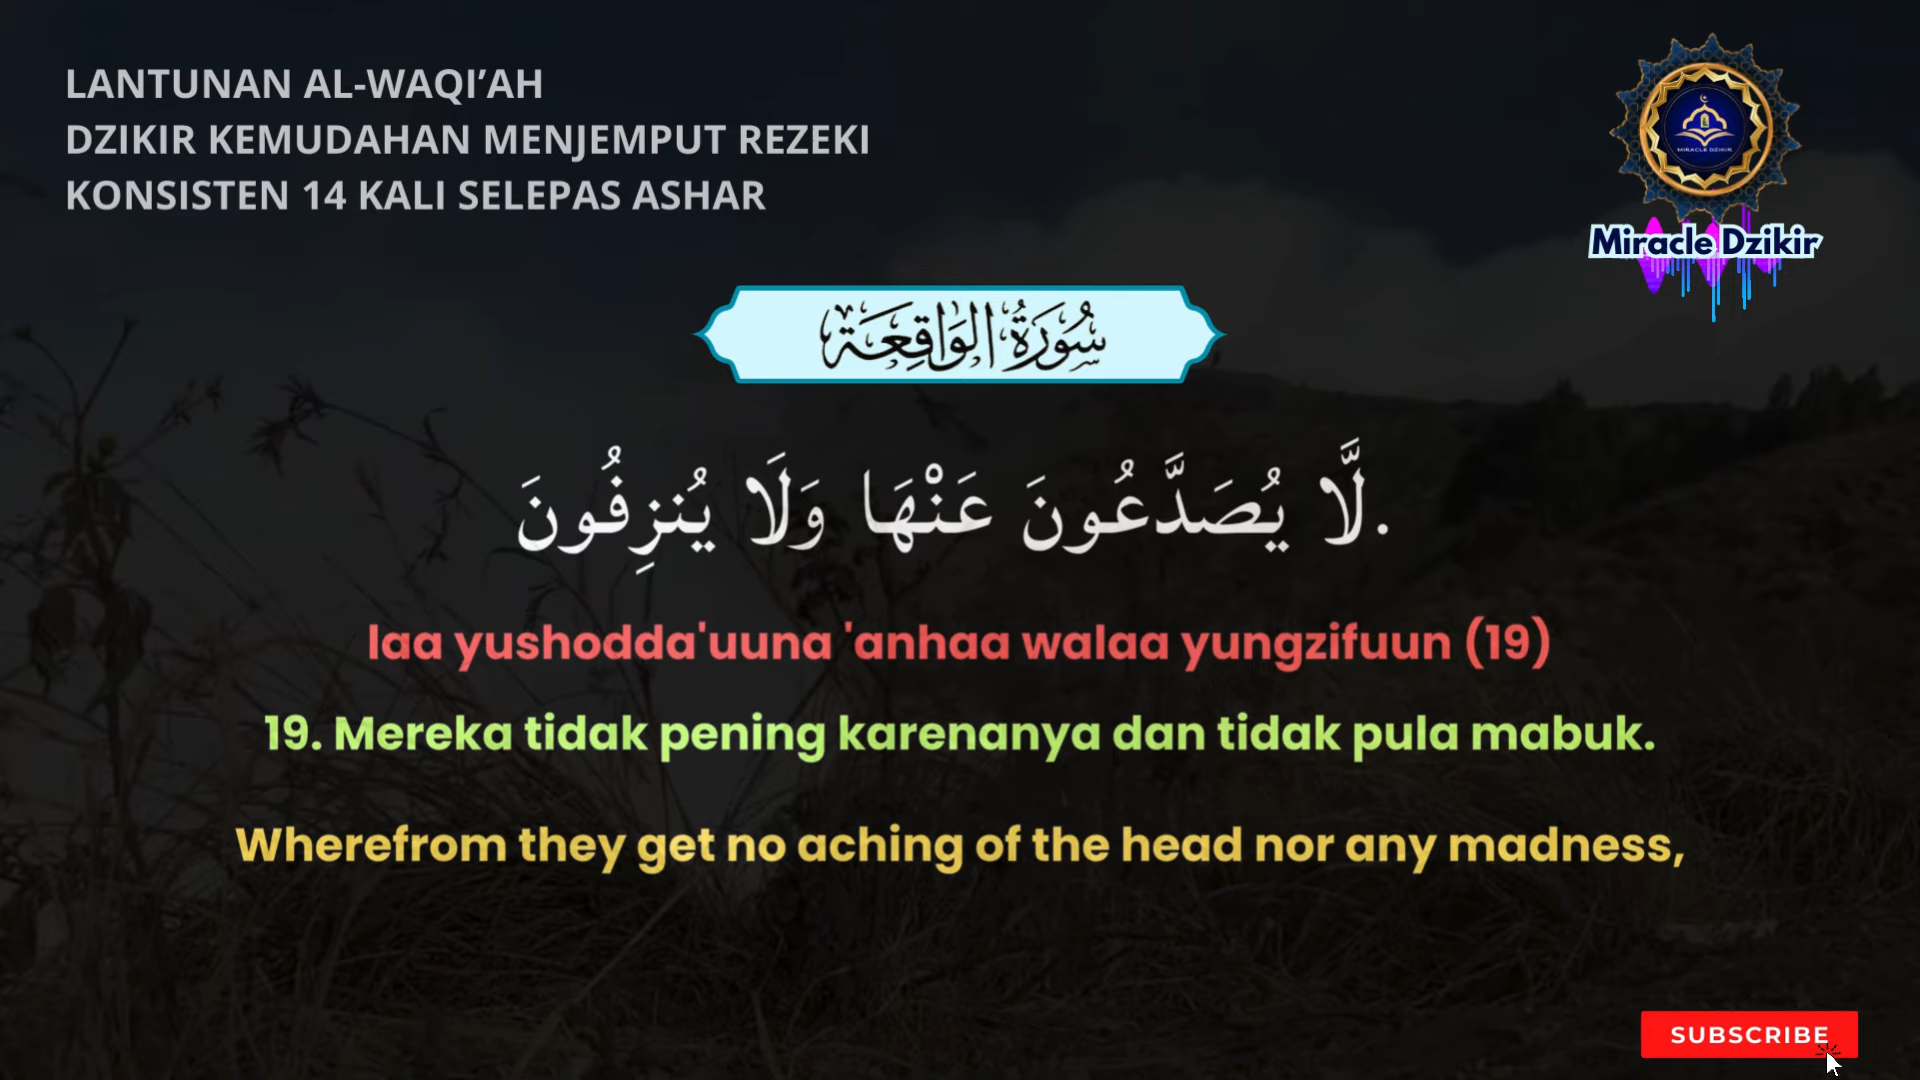 LANTUNAN AL-WAQI’AH
DZIKIR KEMUDAHAN MENJEMPUT REZEKI
KONSISTEN 14 KALI SELEPAS ASHAR
MIRACLE DZIKIR
Miracle Dzikir
سُورَةُ الوَاقِعَة
لَّا يُصَدَّعُونَ عَنْهَا وَلَا يُنزِفُونَ.
laa yushodda'uuna 'anhaa walaa yungzifuun (19)
19. Mereka tidak pening karenanya dan tidak pula mabuk.
Wherefrom they get no aching of the head nor any madness,
SUBSCRIBE